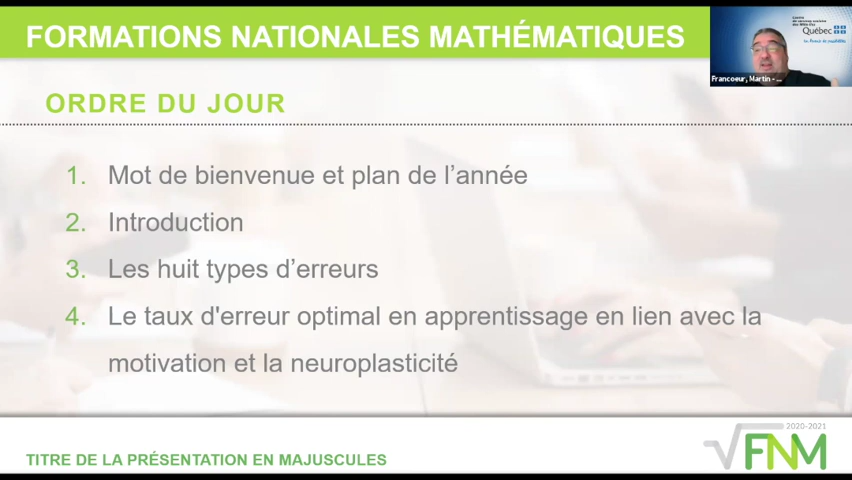 FORMATIONS NATIONALES MATHÉMATIQUES
Québec
Francoeur, Martin - ...
ORDRE DU JOUR
1. Mot de bienvenue et plan de l’année
2. Introduction
3. Les huit types d’erreurs
4. Le taux d'erreur optimal en apprentissage en lien avec la
motivation et la neuroplasticité
2020-2021
√FNM
TITRE DE LA PRÉSENTATION EN MAJUSCULES